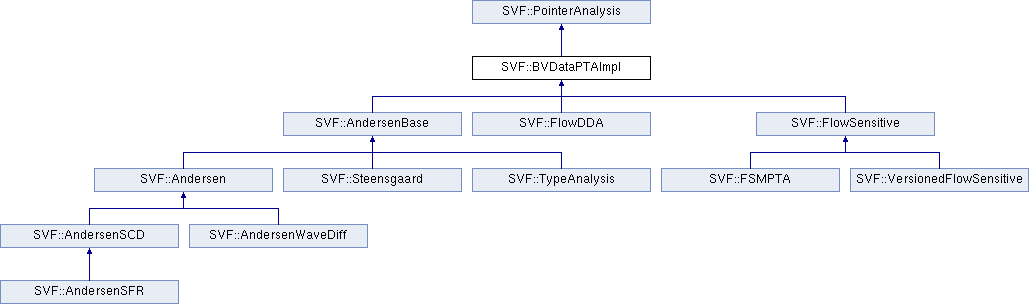 SVF::PointerAnalysis
SVF::BVDataPTAImpl
SVF::AndersenBase
SVF::FlowDDA
SVF::FlowSensitive
SVF::Andersen
SVF::Steensgaard
SVF::TypeAnalysis
SVF::FSMPTA
SVF::VersionedFlowSensitive
SVF::AndersenSCD
SVF::AndersenWaveDiff
SVF::AndersenSFR